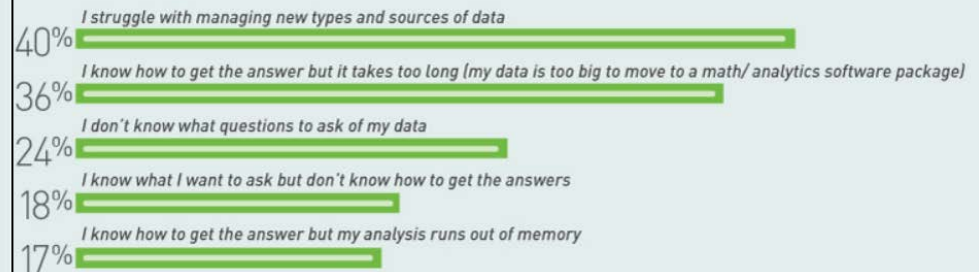 I struggle with managing new types and sources of data
40%
I know how to get the answer but it takes too long (my data is too big to move to a math/ analytics software package)
36%
I don't know what questions to ask of my data
24%
I know what I want to ask but don't know how to get the answers
18%
I know how to get the answer but my analysis runs out of memory
17%